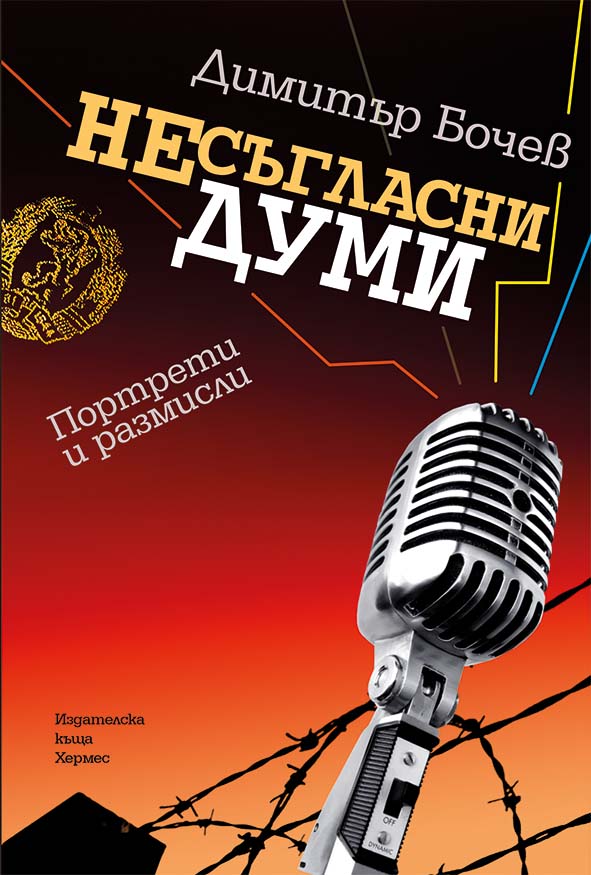 Димитър Бочев
НЕСЪГЛАСНИ
ДУМИ
Портрети
и размисли
Издателска
къща
Хермес
OFF
DYNAMIC